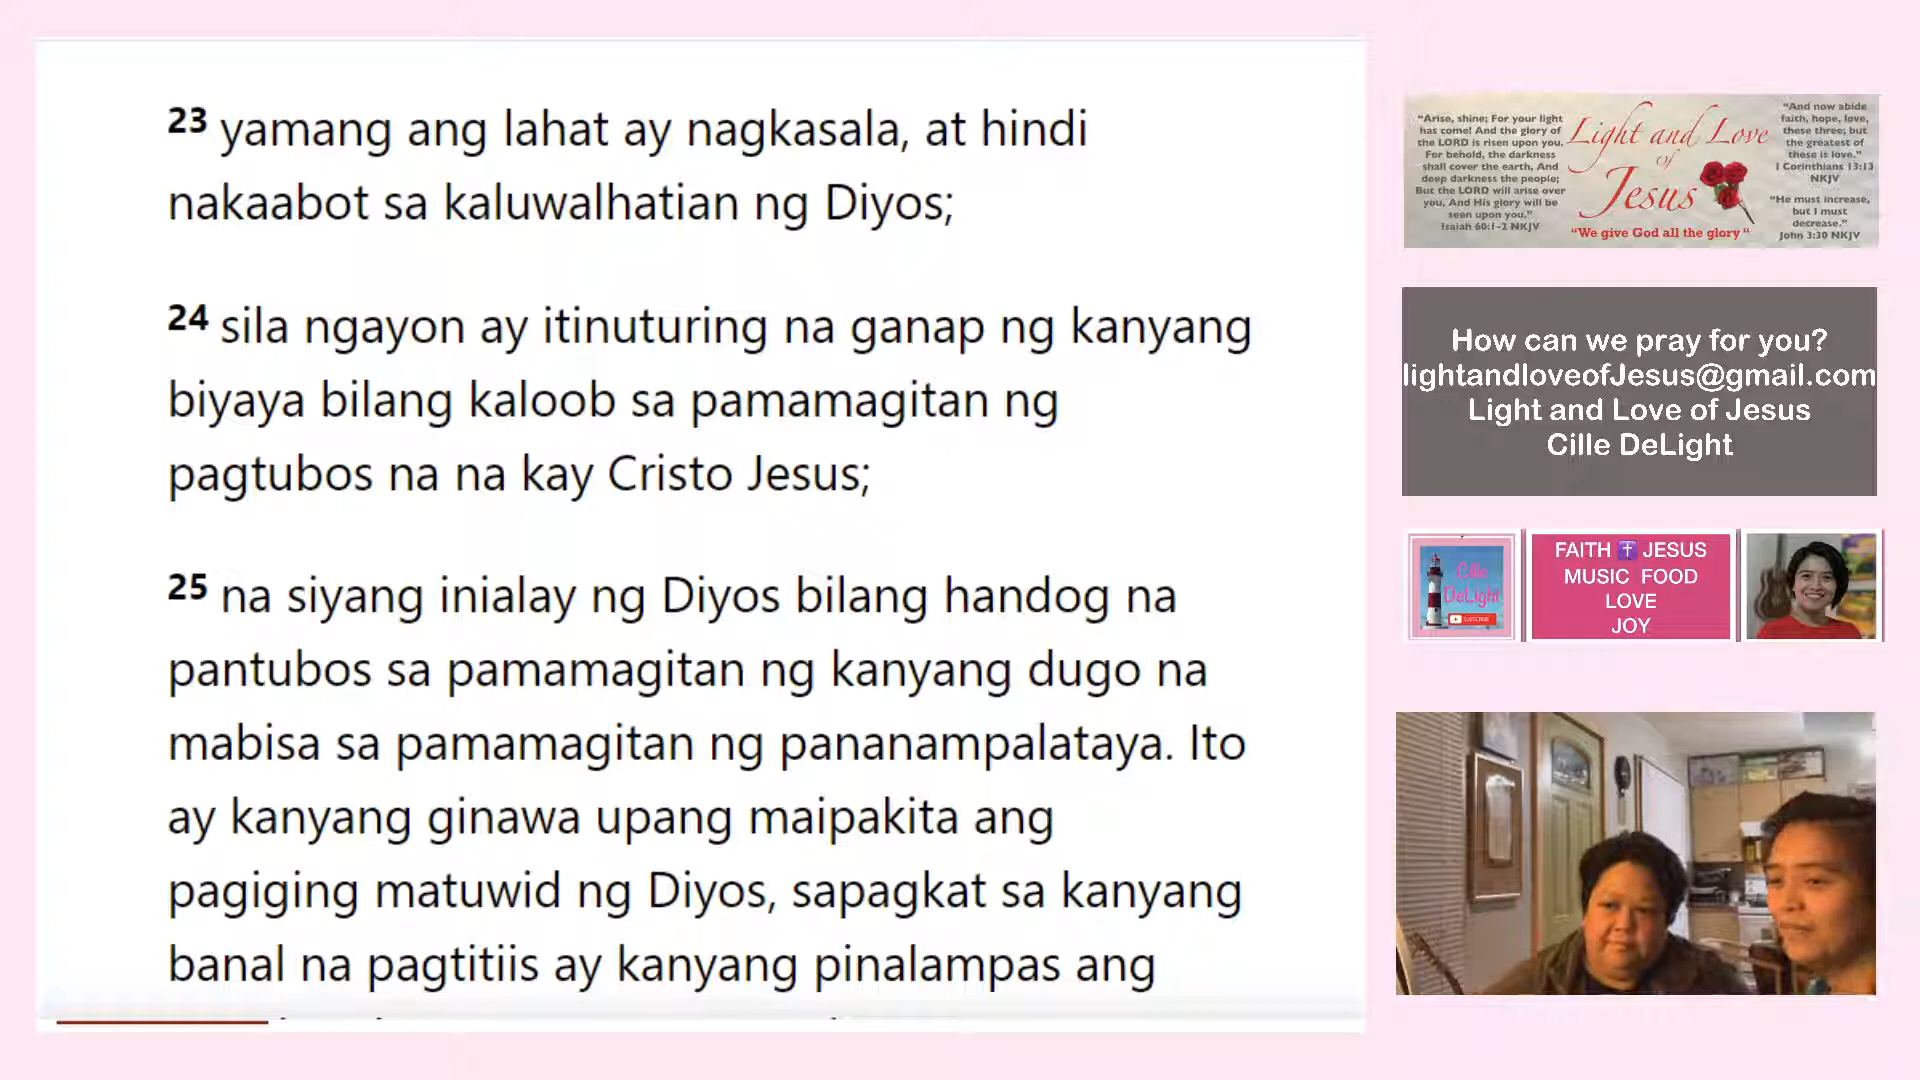 23 yamang ang lahat ay nagkasala, at hindi
nakaabot sa kaluwalhatian ng Diyos;
24 sila ngayon ay itinuturing na ganap ng kanyang
biyaya bilang kaloob sa pamamagitan ng
pagtubos na na kay Cristo Jesus;
25 na siyang inialay ng Diyos bilang handog na
pantubos sa pamamagitan ng kanyang dugo na
mabisa sa pamamagitan ng pananampalataya. Ito
ay kanyang ginawa upang maipakita ang
pagiging matuwid ng Diyos, sapagkat sa kanyang
banal na pagtitiis ay kanyang pinalampas ang
“Arise, shine; For your light
has come! And the glory of
the LORD is risen upon you.
For behold, the darkness
shall cover the earth, And
deep darkness the people;
But the LORD will arise over
you, And His glory will be
seen upon you.”
Isaiah 60:1-2 NKJV
Light and Love
of
Jesus
“We give God all the glory “
“And now abide
faith, hope, love,
these three; but
the greatest of
these is love.”
I Corinthians 13:13
NKJV
“He must increase,
but I must
decrease.”
John 3:30 NKJV
How can we pray for you?
lightandloveofJesus@gmail.com
Light and Love of Jesus
Cille DeLight
Cille
DeLight
SUBSCRIBE
FAITH ✝️ JESUS
MUSIC FOOD
LOVE
JOY